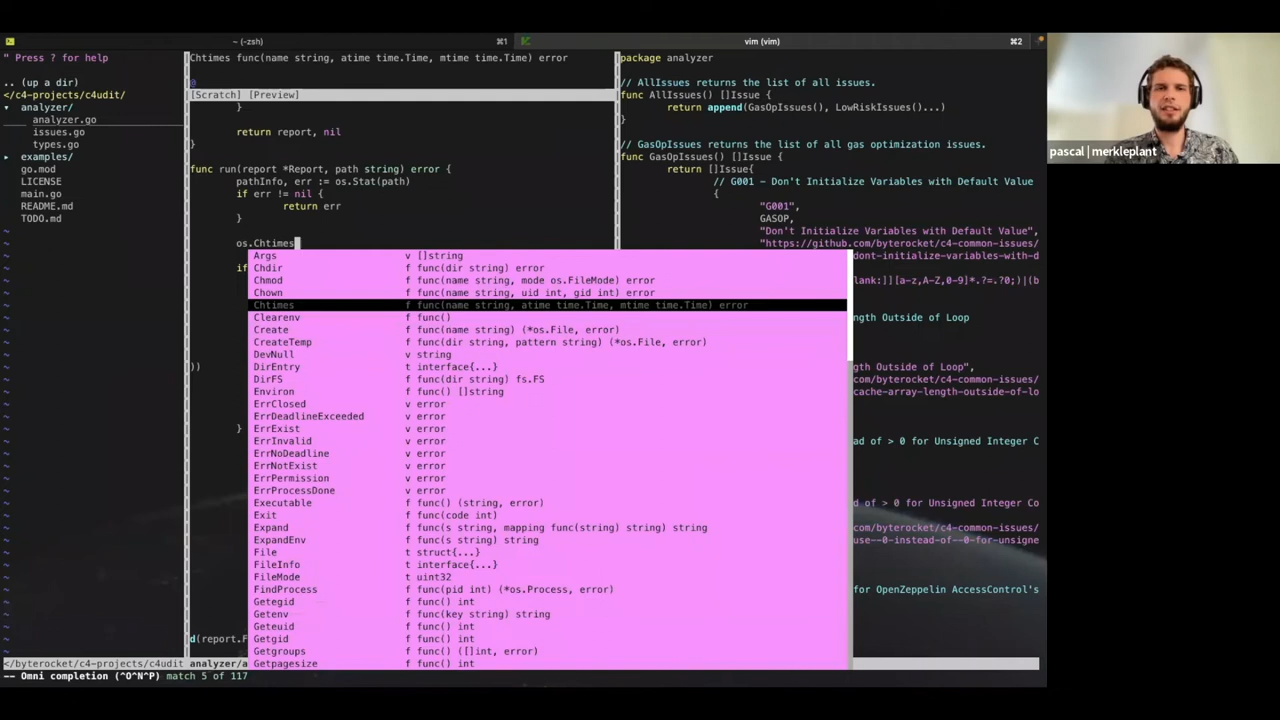 ~ (-zsh)
⌘1
vim (vim)
⌘2
" Press ? for help
.. (up a dir)
</c4-projects/c4udit/
▾ analyzer/
analyzer.go
issues.go
types.go
▸ examples/
go.mod
LICENSE
main.go
README.md
TODO.md
Chtimes func(name string, atime time.Time, mtime time.Time) error
@
[Scratch] [Preview]
}
return report, nil
}
func run(report *Report, path string) error {
pathInfo, err := os.Stat(path)
if err != nil {
return err
}
os.Chtimes
if
))
}
d(report.F
Args v []string
Chdir f func(dir string) error
Chmod f func(name string, mode os.FileMode) error
Chown f func(name string, uid int, gid int) error
Chtimes f func(name string, atime time.Time, mtime time.Time) error
Clearenv f func()
Create f func(name string) (*os.File, error)
CreateTemp f func(dir string, pattern string) (*os.File, error)
DevNull v string
DirEntry t interface{...}
DirFS f func(dir string) fs.FS
Environ f func() []string
ErrClosed v error
ErrDeadlineExceeded v error
ErrExist v error
ErrInvalid v error
ErrNoDeadline v error
ErrNotExist v error
ErrPermission v error
ErrProcessDone v error
Executable f func() (string, error)
Exit f func(code int)
Expand f func(s string, mapping func(string) string) string
ExpandEnv f func(s string) string
File t struct{...}
FileInfo t interface{...}
FileMode t uint32
FindProcess f func(pid int) (*os.Process, error)
Getegid f func() int
Getenv f func(key string) string
Geteuid f func() int
Getgid f func() int
Getgroups f func() ([]int, error)
Getpagesize f func() int
package analyzer
// AllIssues returns the list of all issues.
func AllIssues() []Issue {
return append(GasOpIssues(), LowRiskIssues()...)
}
// GasOpIssues returns the list of all gas optimization issues.
func GasOpIssues() []Issue {
return []Issue{
// G001 - Don't Initialize Variables with Default Value
{
"G001",
GASOP,
"Don't Initialize Variables with Default Value",
"https://github.com/byterocket/c4-common-issues/
dont-initialize-variables-with-d
lank:]][a-z,A-Z,0-9]*.?=.?0;)|(b
ngth Outside of Loop
gth Outside of Loop",
com/byterocket/c4-common-issues/
cache-array-length-outside-of-lo
ad of > 0 for Unsigned Integer C
d of > 0 for Unsigned Integer Co
com/byterocket/c4-common-issues/
use--0-instead-of--0-for-unsigne
for OpenZeppelin AccessControl's
</byterocket/c4-projects/c4udit analyzer/a
-- Omni completion (^O^N^P) match 5 of 117
pascal | merkleplant